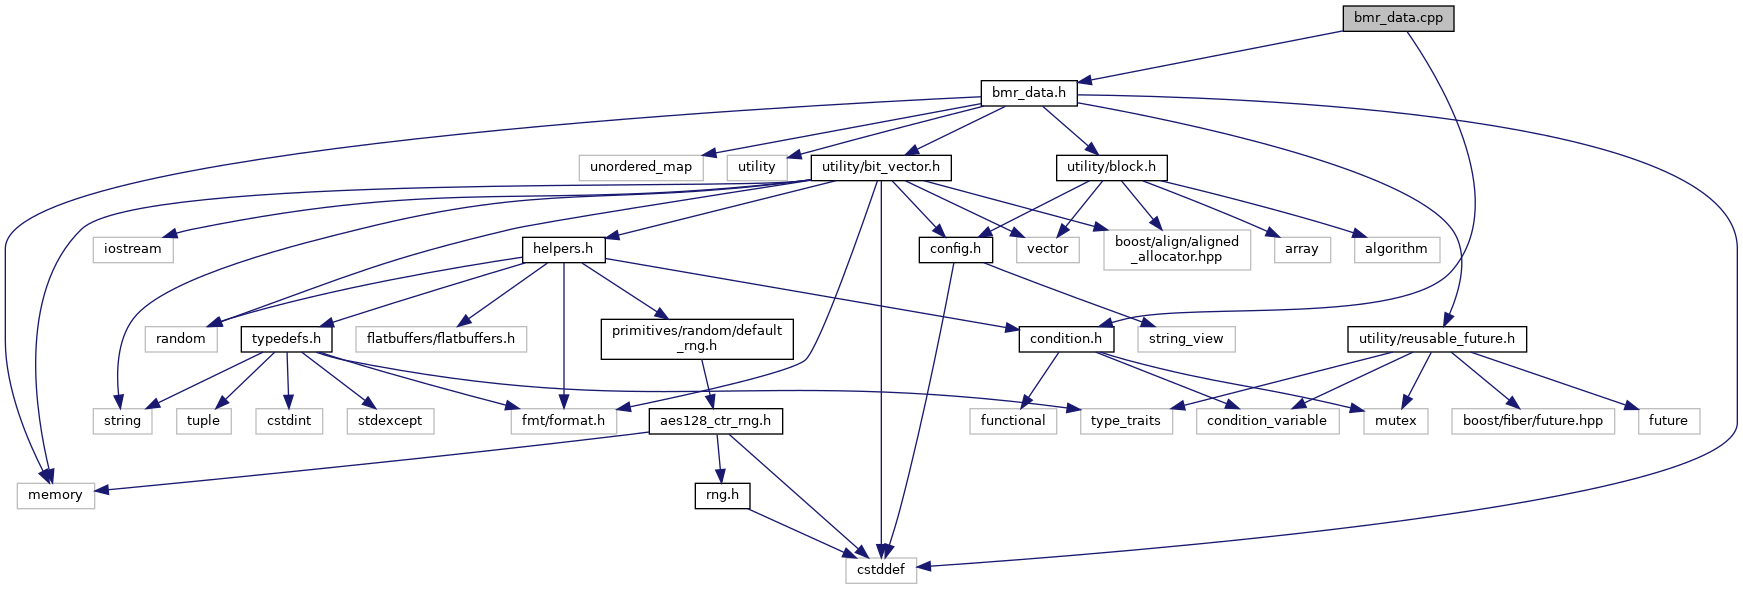 bmr_data.cpp
bmr_data.h
unordered_map
utility
utility/bit_vector.h
utility/block.h
iostream
helpers.h
config.h
vector
boost/align/aligned
_allocator.hpp
array
algorithm
random
typedefs.h
flatbuffers/flatbuffers.h
primitives/random/default
_rng.h
condition.h
string_view
utility/reusable_future.h
string
tuple
cstdint
stdexcept
fmt/format.h
aes128_ctr_rng.h
functional
type_traits
condition_variable
mutex
boost/fiber/future.hpp
future
memory
rng.h
cstddef